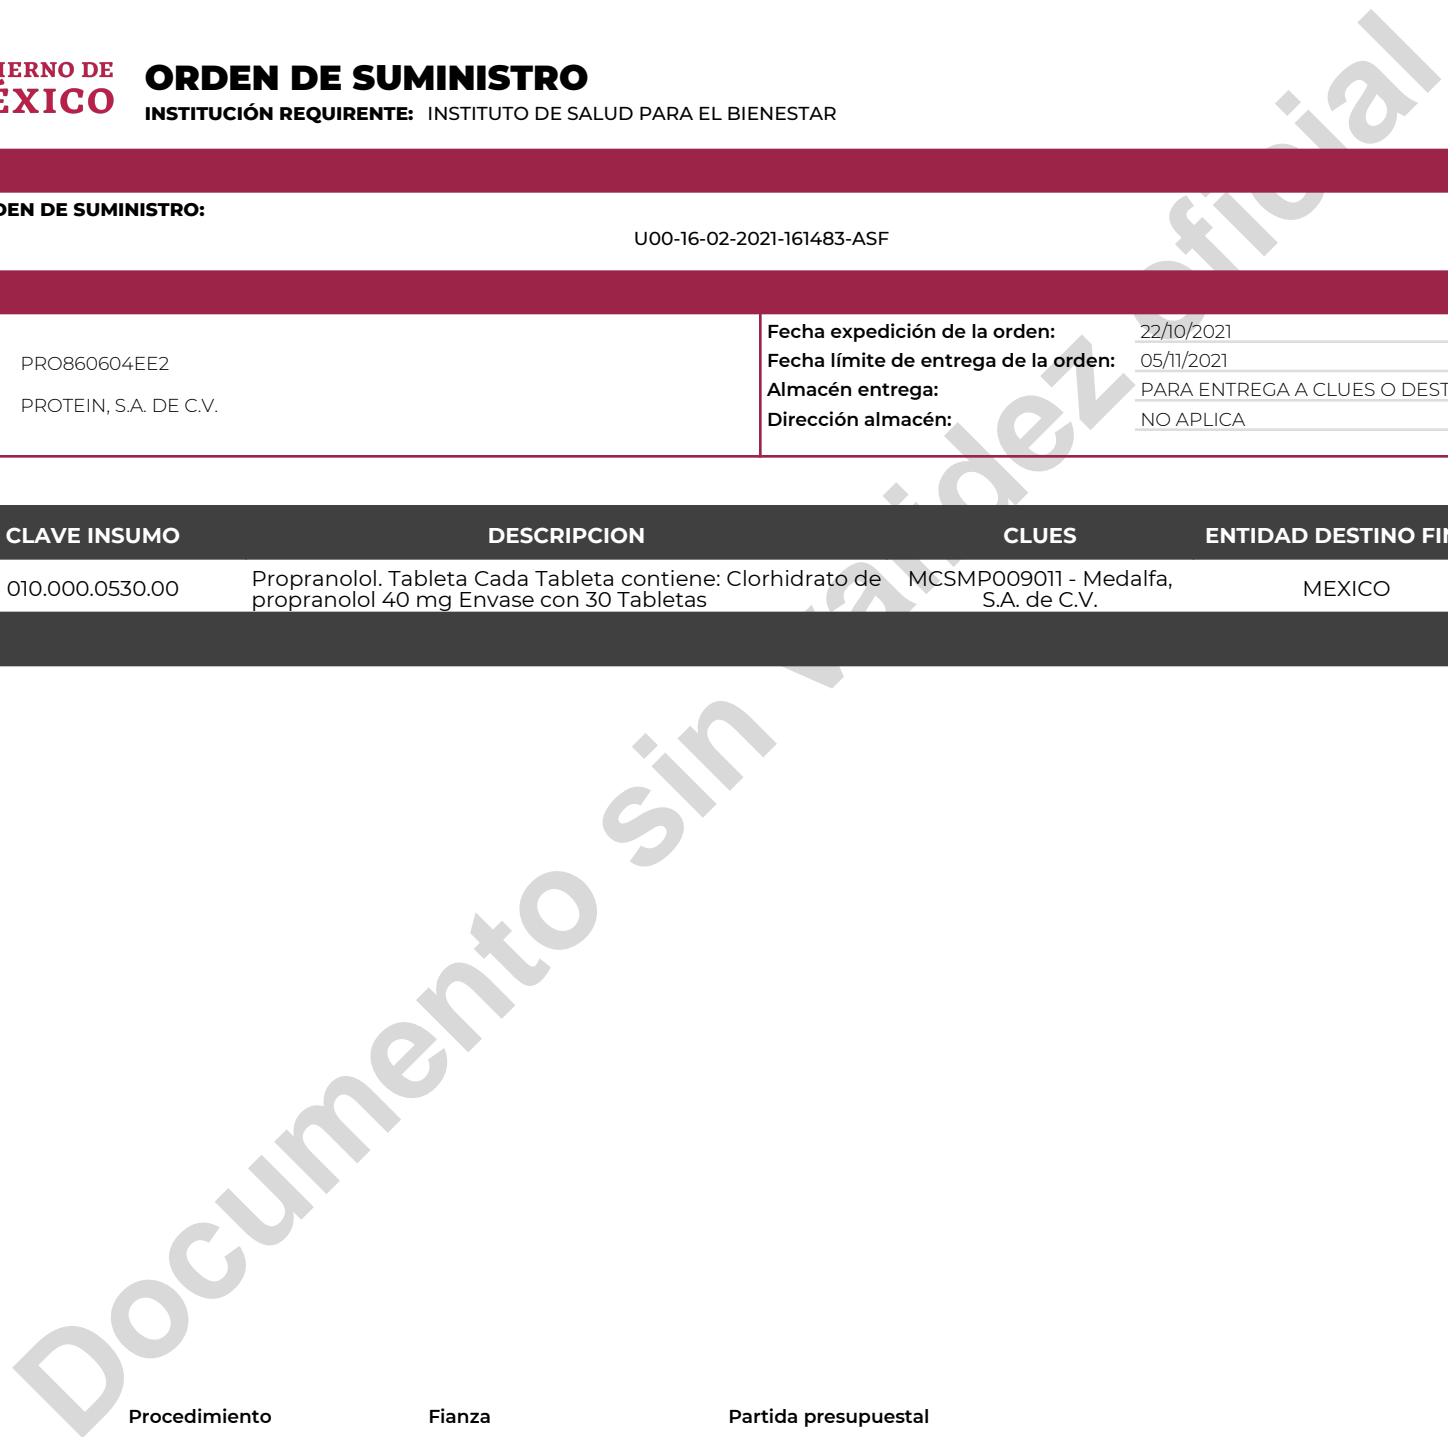 IERNO DE
ÉXICO
ORDEN DE SUMINISTRO
INSTITUCIÓN REQUIRENTE: INSTITUTO DE SALUD PARA EL BIENESTAR
DEN DE SUMINISTRO:
U00-16-02-2021-161483-ASF
PRO860604EE2
PROTEIN, S.A. DE C.V.
Fecha expedición de la orden: 22/10/2021
Fecha límite de entrega de la orden: 05/11/2021
Almacén entrega: PARA ENTREGA A CLUES O DEST
Dirección almacén: NO APLICA
CLAVE INSUMO DESCRIPCION CLUES ENTIDAD DESTINO FIN
010.000.0530.00 Propranolol. Tableta Cada Tableta contiene: Clorhidrato de MCSMP009011 - Medalfa, MEXICO
propranolol 40 mg Envase con 30 Tabletas S.A. de C.V.
Documento sin validez oficial
Procedimiento Fianza Partida presupuestal